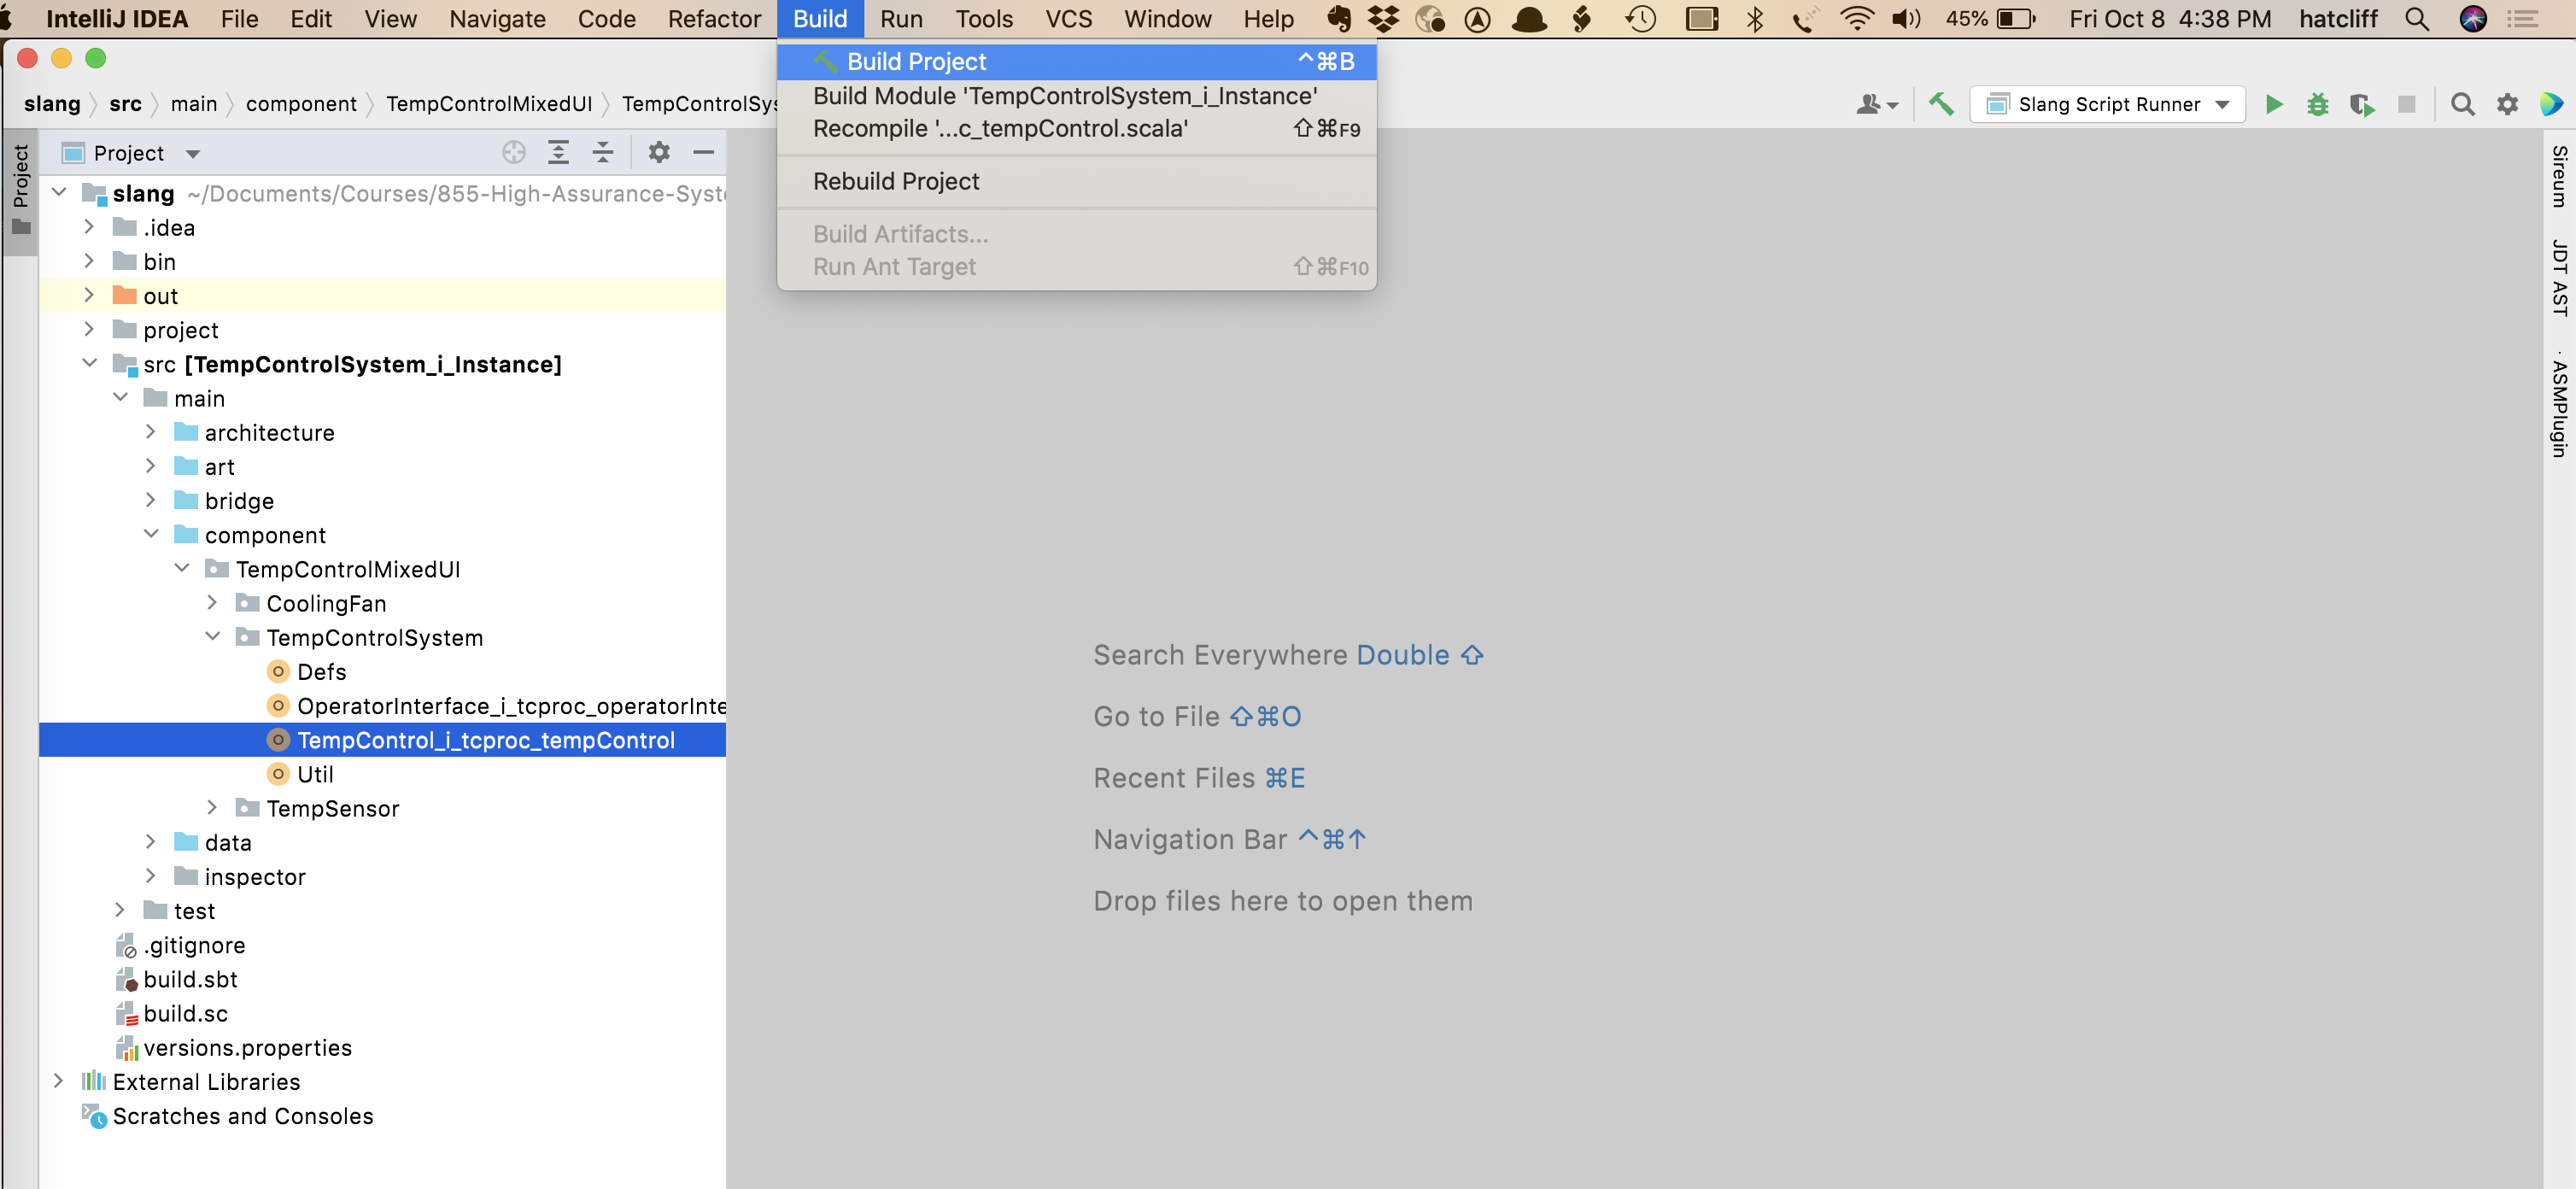 IntelliJ IDEA File Edit View Navigate Code Refactor Build Run Tools VCS Window Help 45% Fri Oct 8 4:38 PM hatcliff
Build Project ^⌘B
Build Module 'TempControlSystem_i_Instance'
Recompile '...c_tempControl.scala' ⇧⌘F9
Rebuild Project
Build Artifacts...
Run Ant Target ⇧⌘F10
slang src main component TempControlMixedUI TempControlSys
Slang Script Runner
Project
Project
slang ~/Documents/Courses/855-High-Assurance-Syst
.idea
bin
out
project
src [TempControlSystem_i_Instance]
main
architecture
art
bridge
component
TempControlMixedUI
CoolingFan
TempControlSystem
Defs
OperatorInterface_i_tcproc_operatorInte
TempControl_i_tcproc_tempControl
Util
TempSensor
data
inspector
test
.gitignore
build.sbt
build.sc
versions.properties
External Libraries
Scratches and Consoles
Search Everywhere Double ⇧
Go to File ⇧⌘O
Recent Files ⌘E
Navigation Bar ^⌘↑
Drop files here to open them
Sireum
JDT AST
ASMPlugin